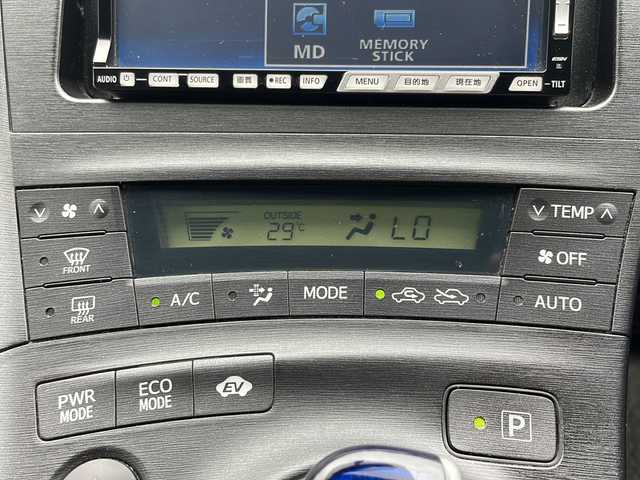 MD
MEMORY
STICK
AUDIO CONT SOURCE 画質 REC INFO MENU 目的地 現在地 OPEN TILT
OUTSIDE
29°C
LO
TEMP
FRONT
OFF
REAR
A/C
MODE
AUTO
PWR
MODE
ECO
MODE
EV
P